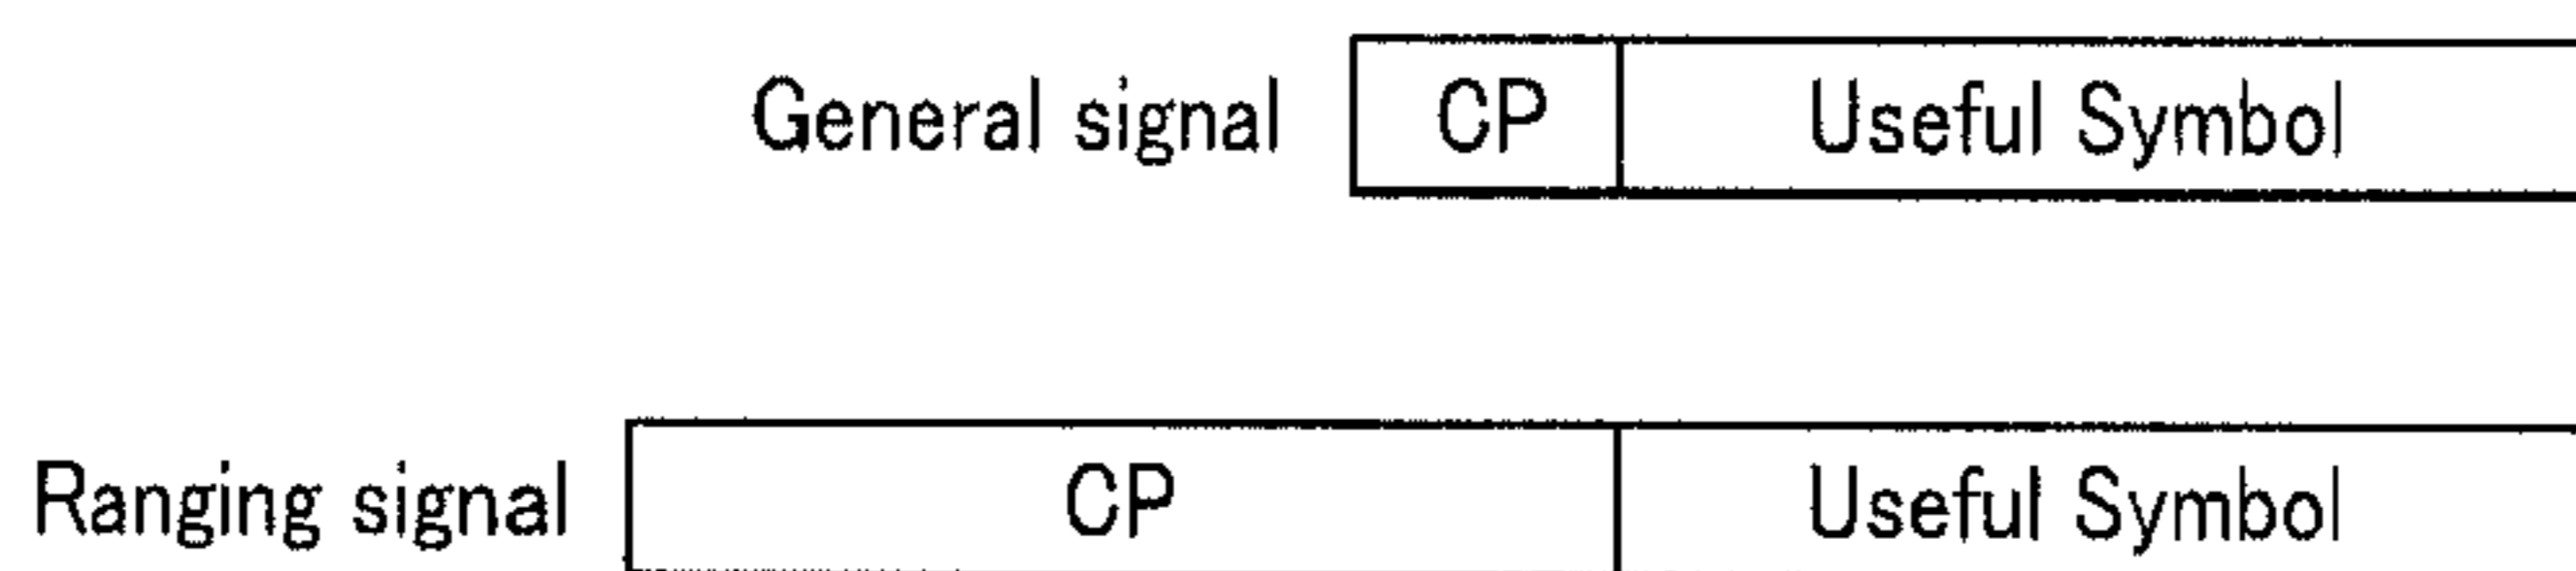 General signal CP Useful Symbol
Ranging signal CP Useful Symbol